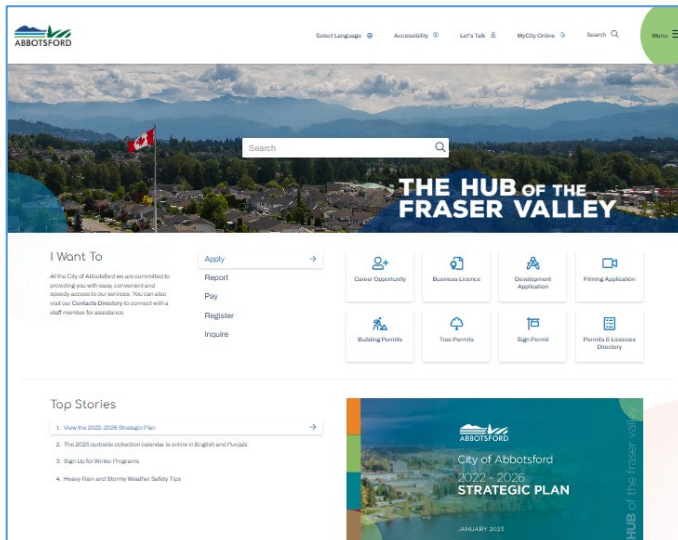 ABBOTSFORD
Select Language
Accessibility
Let's Talk
MyCity Online
Search
Menu
Search
THE HUB OF THE
FRASER VALLEY
I Want To
At the City of Abbotsford we are committed to
providing you with easy, convenient and
speedy access to our services. You can also
visit our Contacts Directory to connect with a
staff member for assistance.
Apply
Report
Pay
Register
Inquire
Career Opportunity
Business Licence
Development
Application
Filming Application
Building Permits
Tree Permits
Sign Permit
Permits & Licences
Directory
Top Stories
1. View the 2022-2026 Strategic Plan
2. The 2023 curbside collection calendar is online in English and Punjabi.
3. Sign Up for Winter Programs
4. Heavy Rain and Stormy Weather Safety Tips
ABBOTSFORD
City of Abbotsford
2022 - 2026
STRATEGIC PLAN
JANUARY 2023
HUB of the fraser valley